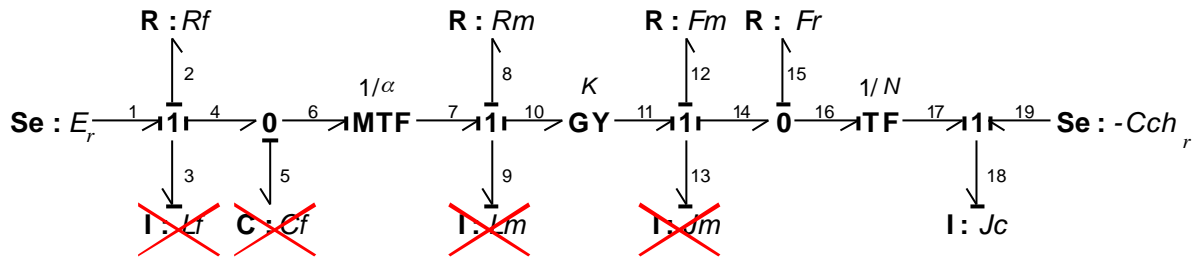 R : Rf R : Rm R : Fm R : Fr
2 8 12 15
1/α K 1/N
Se : E_r 1 1 4 0 6 MTF 7 1 10 GY 11 1 14 0 16 TF 17 1 19 Se : -Cch_r
3 5 9 13 18
I : Lf C : Cf I : Lm I : Jm I : Jc